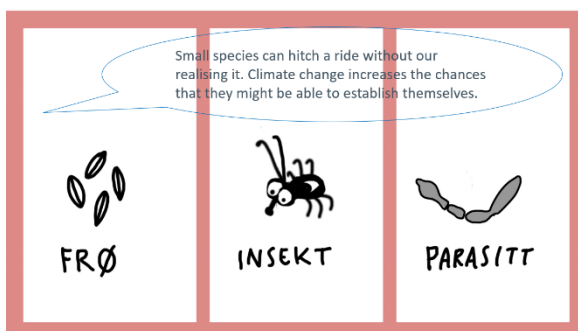 Small species can hitch a ride without our
realising it. Climate change increases the chances
that they might be able to establish themselves.
FRØ
INSEKT
PARASITT